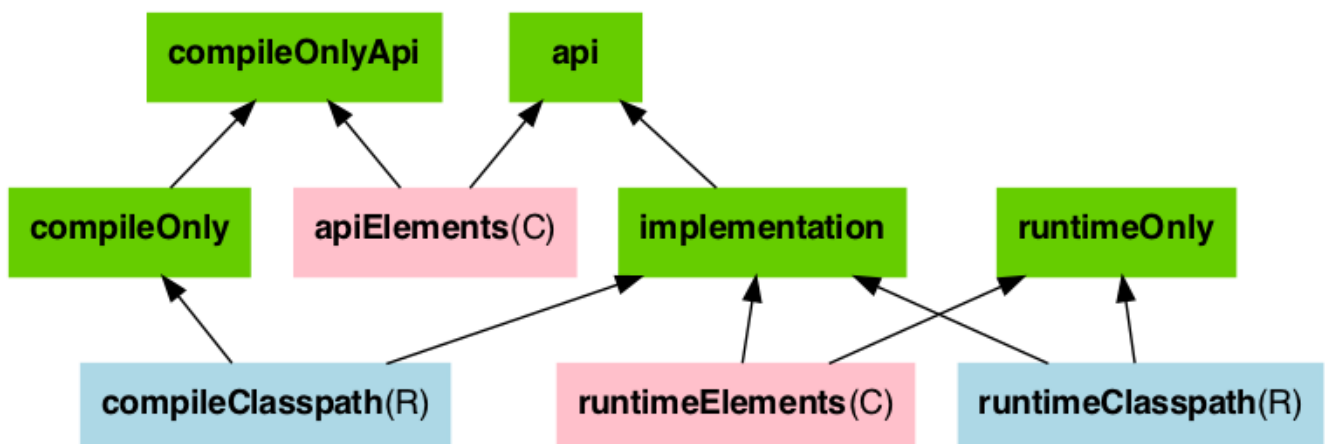 compileOnlyApi
api
compileOnly
apiElements(C)
implementation
runtimeOnly
compileClasspath(R)
runtimeElements(C)
runtimeClasspath(R)